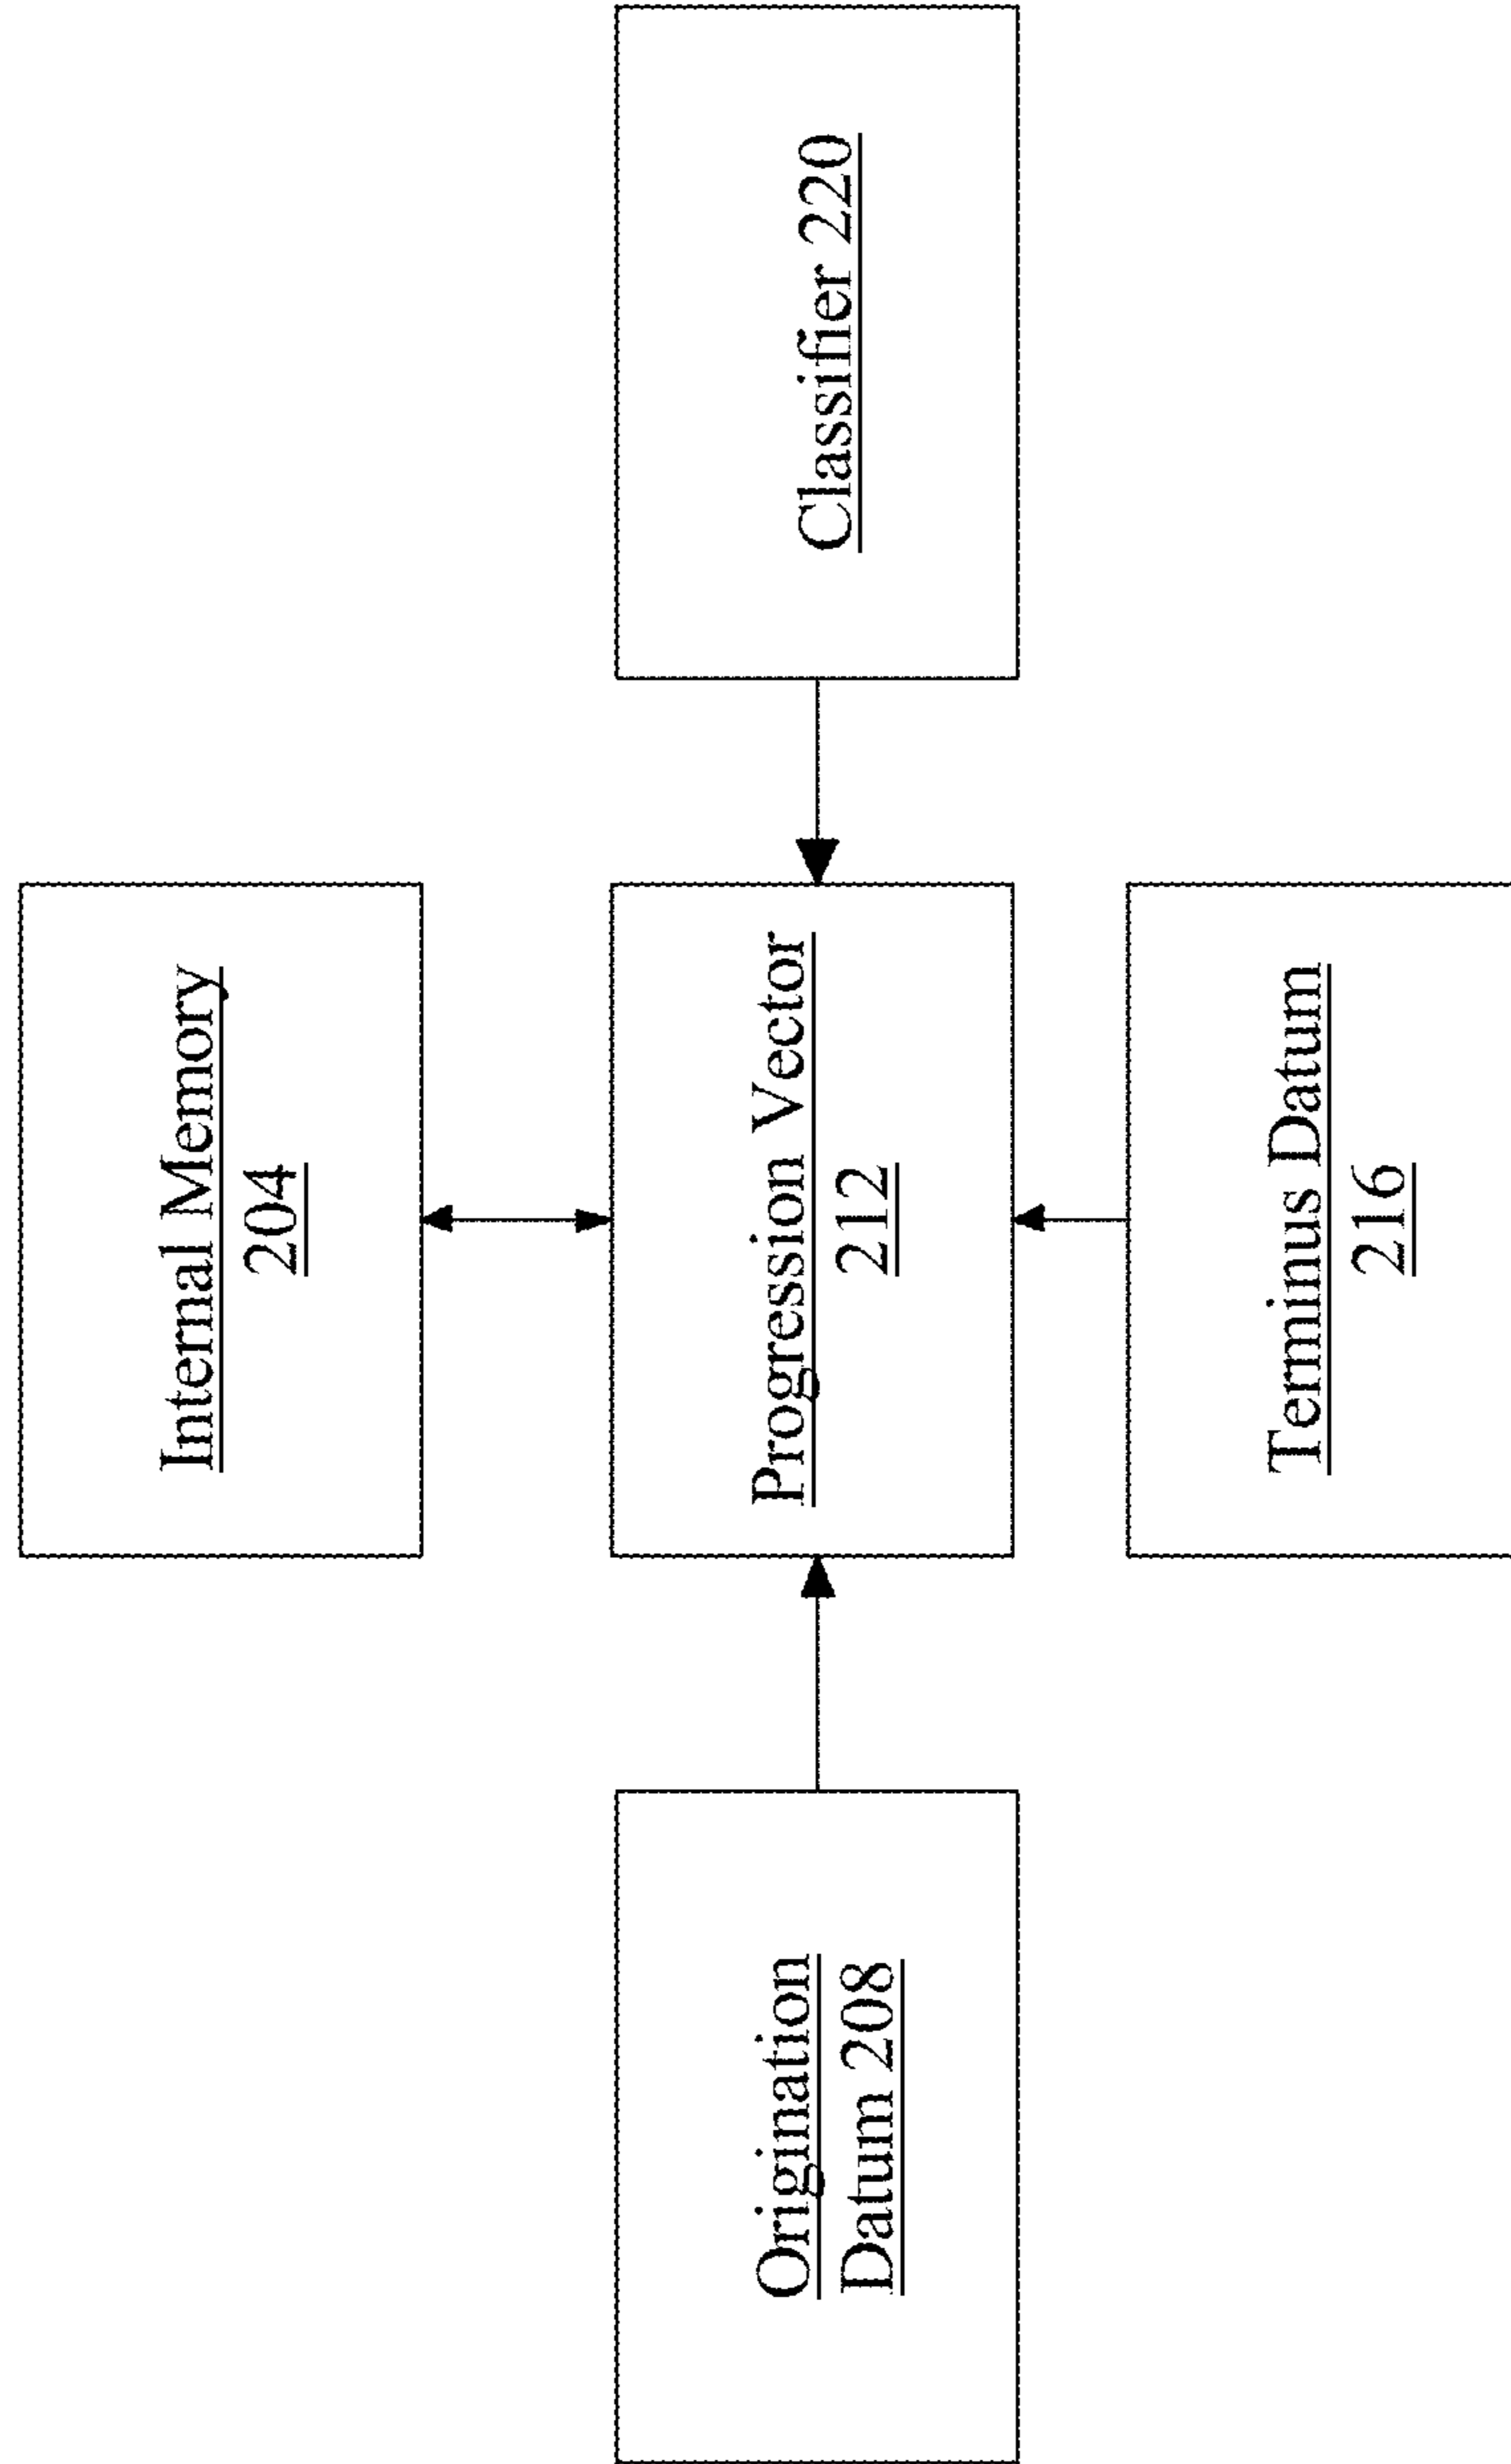 Internal Memory
204
Origination
Datum 208
Progression Vector
212
Classifier 220
Terminus Datum
216